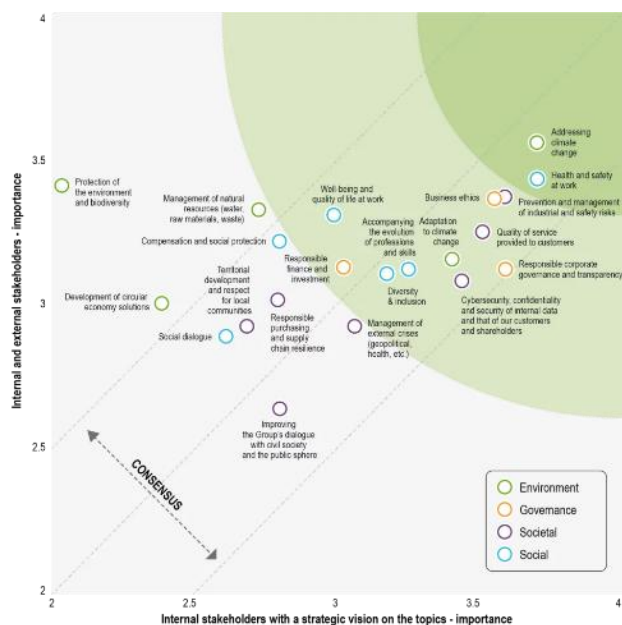 4
Internal and external stakeholders - importance
3.5
3
2.5
2
Addressing
climate
change
Health and safety
at work
Protection of
the environment
and biodiversity
Management of natural
resources (water,
raw materials, waste)
Well-being and
quality of life at work
Business ethics
Prevention and management
of industrial and safety risks
Compensation and social protection
Accompanying
the evolution
of professions
and skills
Adaptation
to climate
change
Quality of service
provided to customers
Territorial
development
and respect
for local
communities
Responsible
finance and
investment
Responsible corporate
governance and transparency
Development of circular
economy solutions
Diversity
& inclusion
Cybersecurity, confidentiality
and security of internal data
and that of our customers
and shareholders
Responsible
purchasing,
and supply
chain resilience
Management of
external crises
(geopolitical,
health, etc.)
Social dialogue
Improving
the Group's dialogue
with civil society
and the public sphere
CONSENSUS
Environment
Governance
Societal
Social
2
2.5
3
3.5
4
Internal stakeholders with a strategic vision on the topics - importance